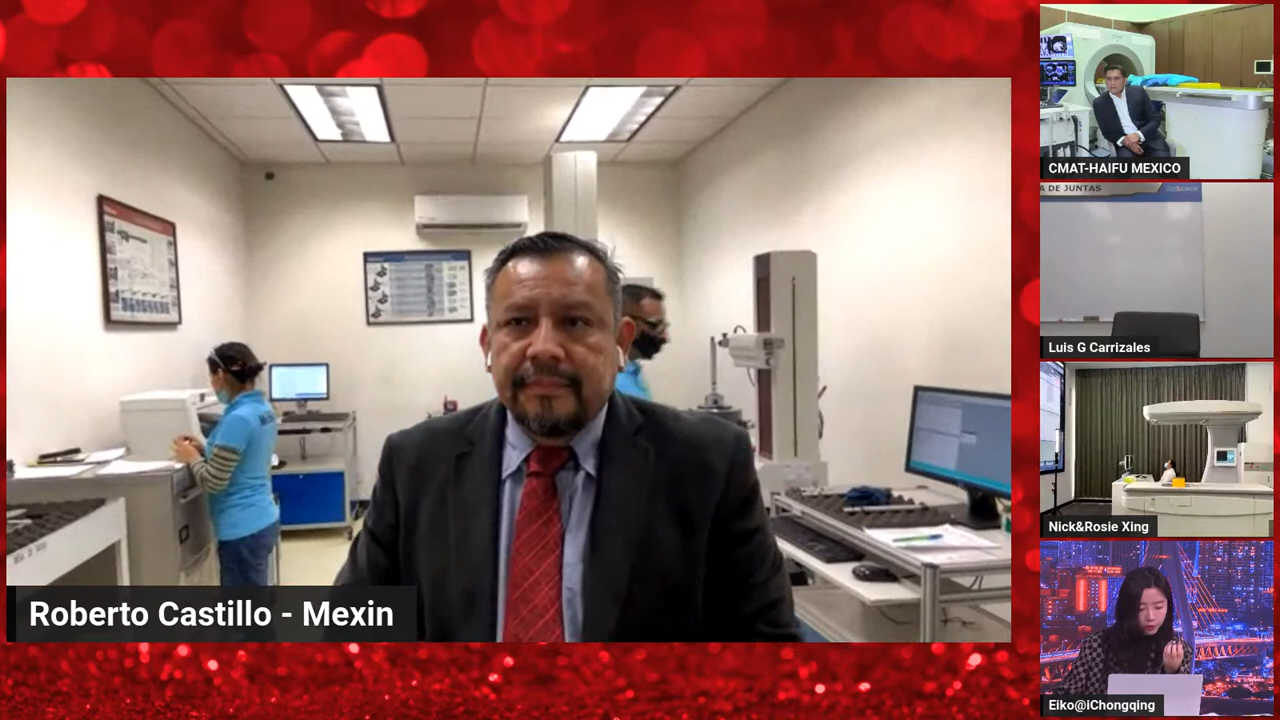 Roberto Castillo - Mexin
CMAT-HAIFU MEXICO
A DE JUNTAS
Luis G Carrizales
Nick&Rosie Xing
Eiko@iChongqing